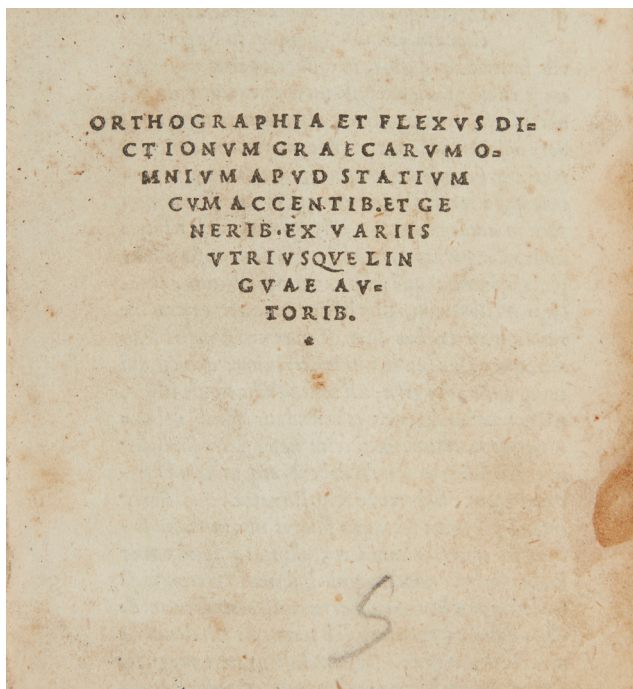 ORTHOGRAPHIA ET FLEXVS DI=
CTIONVM GRAECARVM O=
MNIVM APVD STATIVM
CVM ACCENTIB. ET GE
NERIB. EX VARIIS
VTRIVSQVE LIN
GVAE AV=
TORIB.
*
S